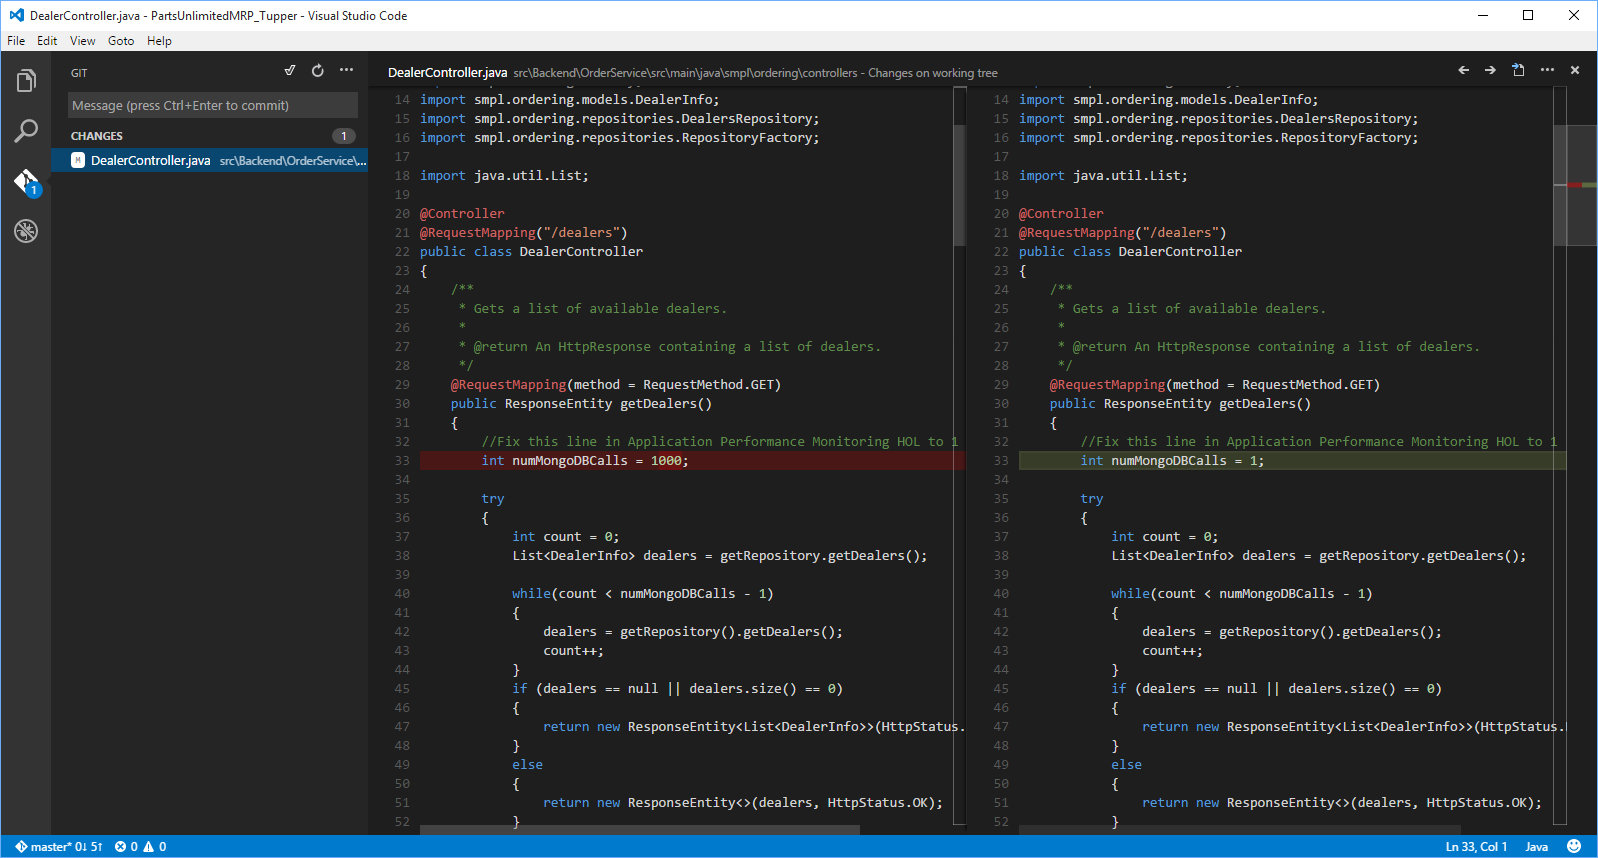 DealerController.java - PartsUnlimitedMRP_Tupper - Visual Studio Code
File Edit View Goto Help
GIT
Message (press Ctrl+Enter to commit)
CHANGES 1
M DealerController.java src\Backend\OrderService\...
1
DealerController.java src\Backend\OrderService\src\main\java\smpl\ordering\controllers - Changes on working tree
14 import smpl.ordering.models.DealerInfo;
15 import smpl.ordering.repositories.DealersRepository;
16 import smpl.ordering.repositories.RepositoryFactory;
17
18 import java.util.List;
19
20 @Controller
21 @RequestMapping("/dealers")
22 public class DealerController
23 {
24 /**
25 * Gets a list of available dealers.
26 *
27 * @return An HttpResponse containing a list of dealers.
28 */
29 @RequestMapping(method = RequestMethod.GET)
30 public ResponseEntity getDealers()
31 {
32 //Fix this line in Application Performance Monitoring HOL to 1
33 int numMongoDBCalls = 1000;
34
35 try
36 {
37 int count = 0;
38 List<DealerInfo> dealers = getRepository.getDealers();
39
40 while(count < numMongoDBCalls - 1)
41 {
42 dealers = getRepository().getDealers();
43 count++;
44 }
45 if (dealers == null || dealers.size() == 0)
46 {
47 return new ResponseEntity<List<DealerInfo>>(HttpStatus.
48 }
49 else
50 {
51 return new ResponseEntity<>(dealers, HttpStatus.OK);
52 }
14 import smpl.ordering.models.DealerInfo;
15 import smpl.ordering.repositories.DealersRepository;
16 import smpl.ordering.repositories.RepositoryFactory;
17
18 import java.util.List;
19
20 @Controller
21 @RequestMapping("/dealers")
22 public class DealerController
23 {
24 /**
25 * Gets a list of available dealers.
26 *
27 * @return An HttpResponse containing a list of dealers.
28 */
29 @RequestMapping(method = RequestMethod.GET)
30 public ResponseEntity getDealers()
31 {
32 //Fix this line in Application Performance Monitoring HOL to 1
33 int numMongoDBCalls = 1;
34
35 try
36 {
37 int count = 0;
38 List<DealerInfo> dealers = getRepository.getDealers();
39
40 while(count < numMongoDBCalls - 1)
41 {
42 dealers = getRepository().getDealers();
43 count++;
44 }
45 if (dealers == null || dealers.size() == 0)
46 {
47 return new ResponseEntity<List<DealerInfo>>(HttpStatus.
48 }
49 else
50 {
51 return new ResponseEntity<>(dealers, HttpStatus.OK);
52 }
master* 0↓ 5↑ 0 0 Ln 33, Col 1 Java